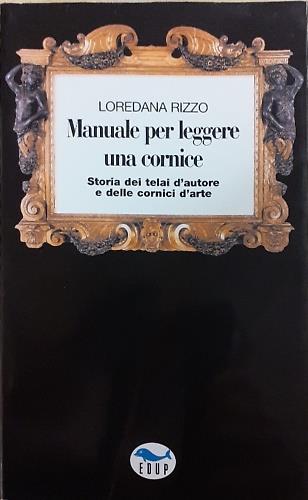 LOREDANA RIZZO
Manuale per leggere
una cornice
Storia dei telai d'autore
e delle cornici d'arte
EDUP